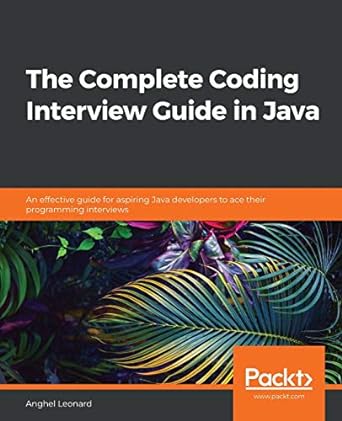 The Complete Coding
Interview Guide in Java
An effective guide for aspiring Java developers to ace their
programming interviews
Anghel Leonard
Packt>
www.packt.com